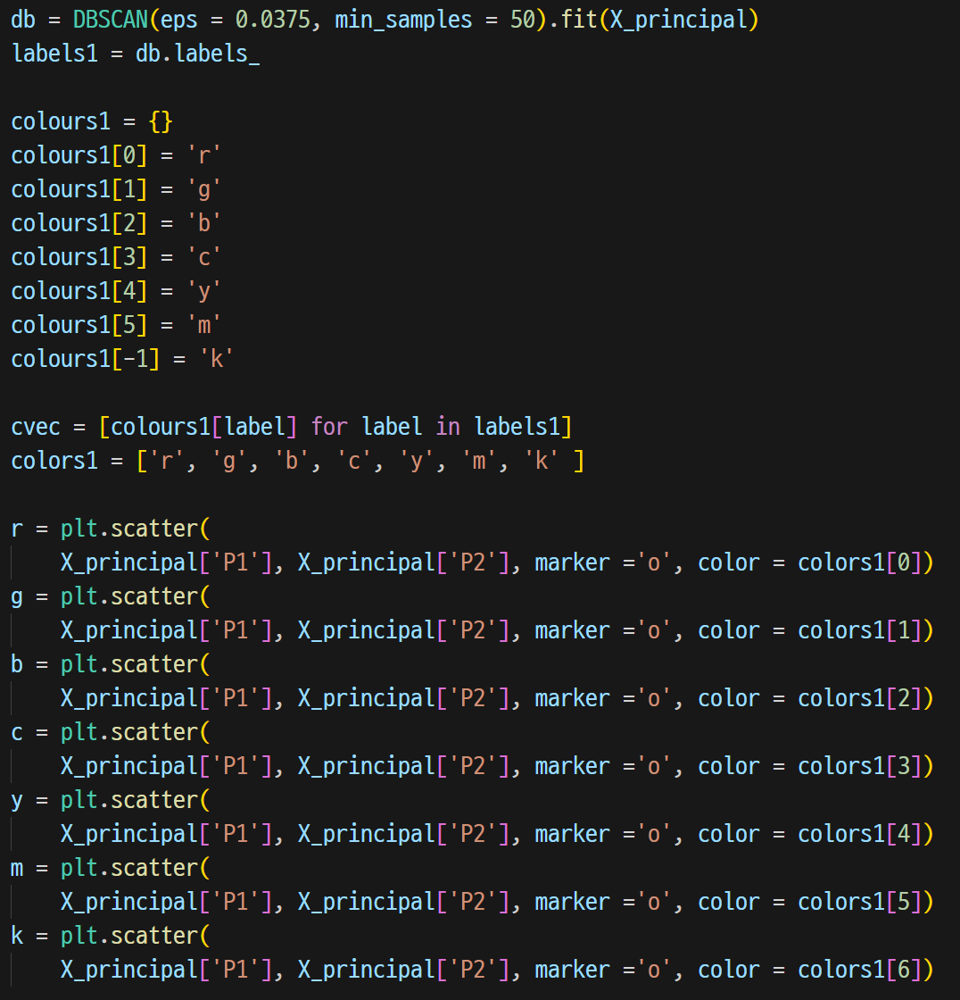 db = DBSCAN(eps = 0.0375, min_samples = 50).fit(X_principal)
labels1 = db.labels_

colours1 = {}
colours1[0] = 'r'
colours1[1] = 'g'
colours1[2] = 'b'
colours1[3] = 'c'
colours1[4] = 'y'
colours1[5] = 'm'
colours1[-1] = 'k'

cvec = [colours1[label] for label in labels1]
colors1 = ['r', 'g', 'b', 'c', 'y', 'm', 'k' ]

r = plt.scatter(
    X_principal['P1'], X_principal['P2'], marker ='o', color = colors1[0])
g = plt.scatter(
    X_principal['P1'], X_principal['P2'], marker ='o', color = colors1[1])
b = plt.scatter(
    X_principal['P1'], X_principal['P2'], marker ='o', color = colors1[2])
c = plt.scatter(
    X_principal['P1'], X_principal['P2'], marker ='o', color = colors1[3])
y = plt.scatter(
    X_principal['P1'], X_principal['P2'], marker ='o', color = colors1[4])
m = plt.scatter(
    X_principal['P1'], X_principal['P2'], marker ='o', color = colors1[5])
k = plt.scatter(
    X_principal['P1'], X_principal['P2'], marker ='o', color = colors1[6])